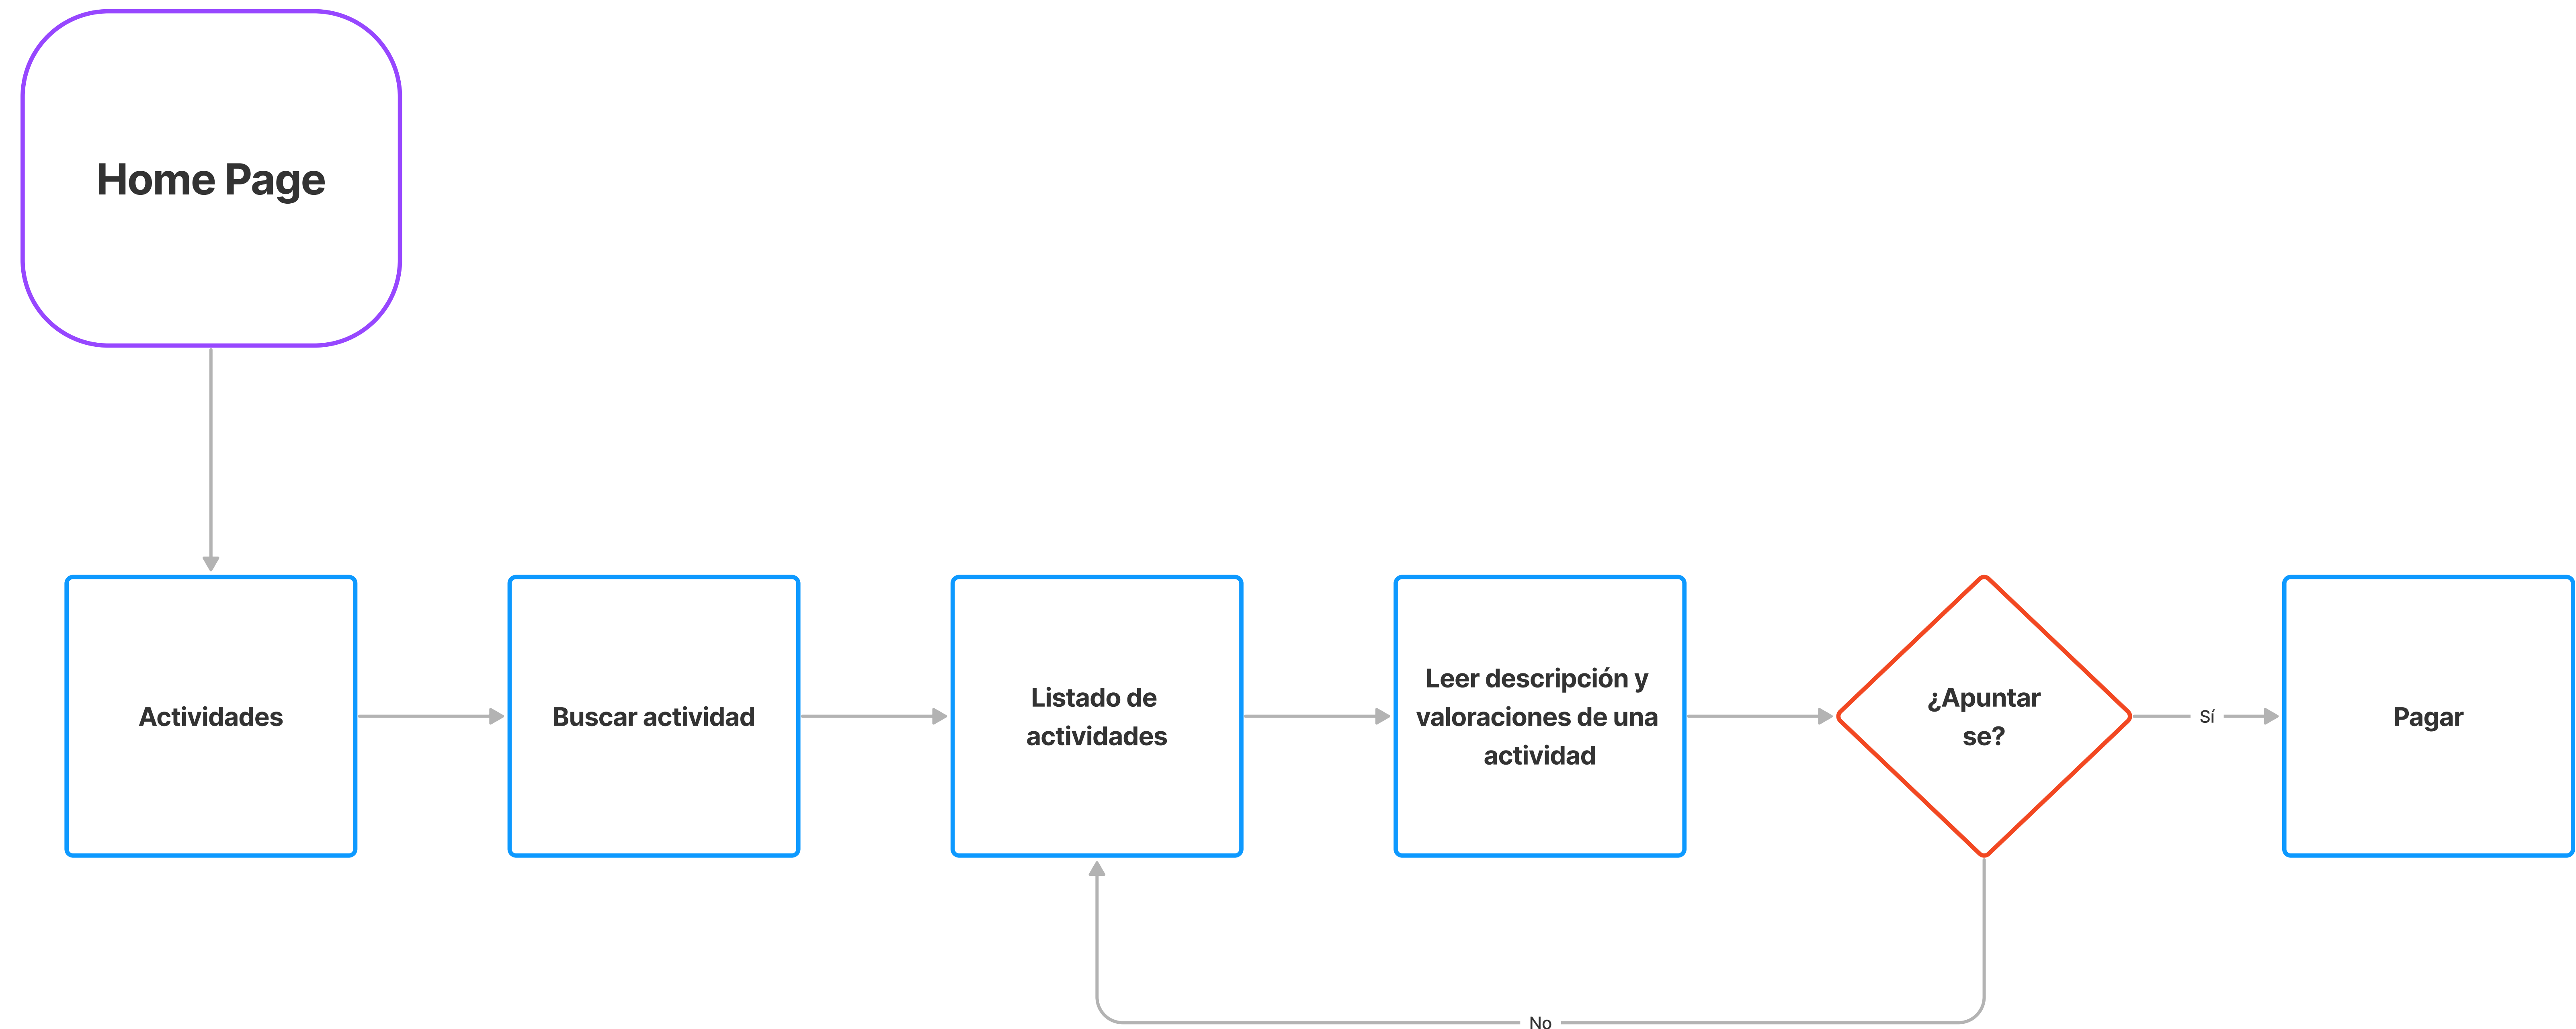 Home Page
Actividades
Buscar actividad
Listado de
actividades
Leer descripción y
valoraciones de una
actividad
¿Apuntar
se?
Sí
Pagar
No